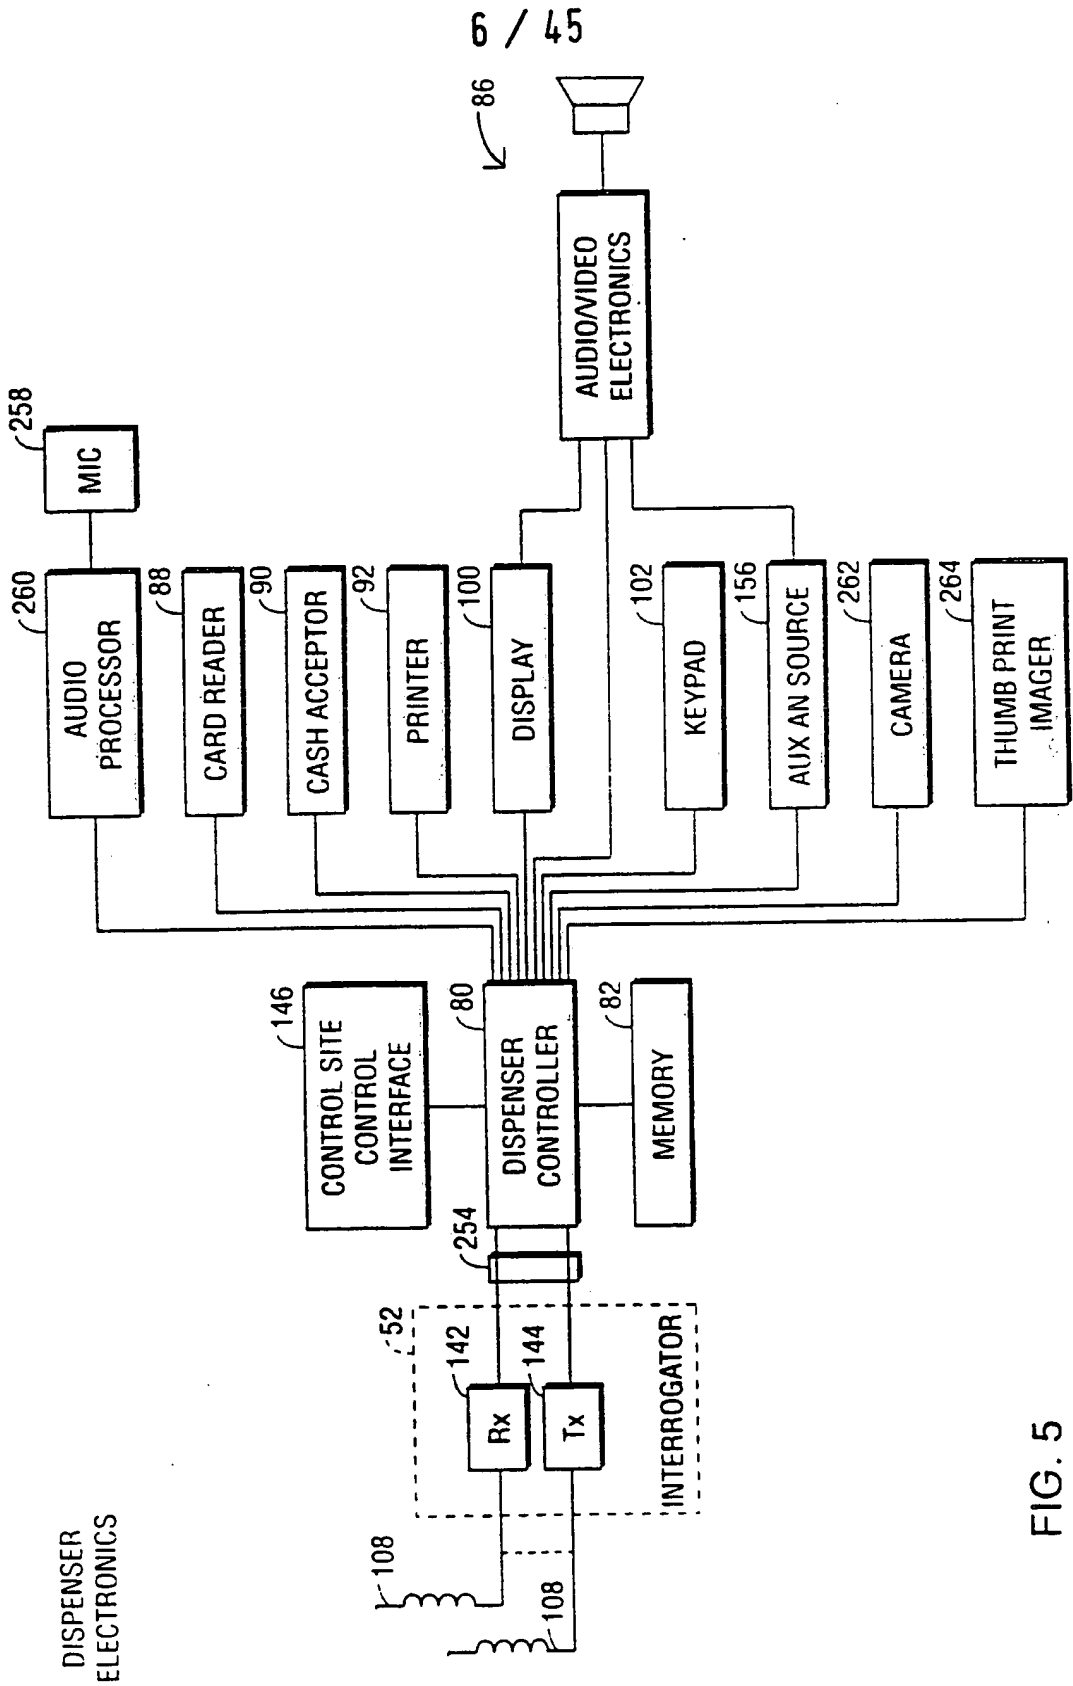 6 / 45
DISPENSER
ELECTRONICS
108
108
52
142
Rx
144
Tx
INTERROGATOR
254
146
CONTROL SITE
CONTROL
INTERFACE
80
DISPENSER
CONTROLLER
82
MEMORY
260
AUDIO
PROCESSOR
258
MIC
88
CARD READER
90
CASH ACCEPTOR
92
PRINTER
100
DISPLAY
102
KEYPAD
156
AUX AN SOURCE
262
CAMERA
264
THUMB PRINT
IMAGER
AUDIO/VIDEO
ELECTRONICS
86
FIG. 5